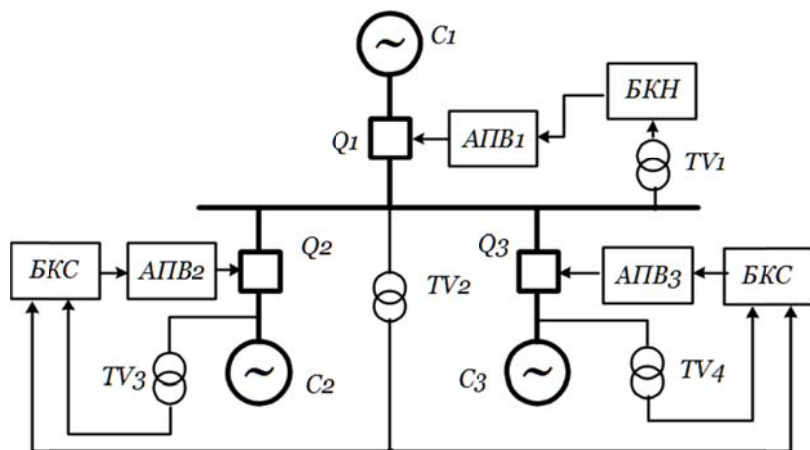 ~
C1
БКН
Q1
АПВ1
TV1
Q2
Q3
БКС
АПВ2
TV2
АПВ3
БКС
TV3
~
C2
C3
~
TV4